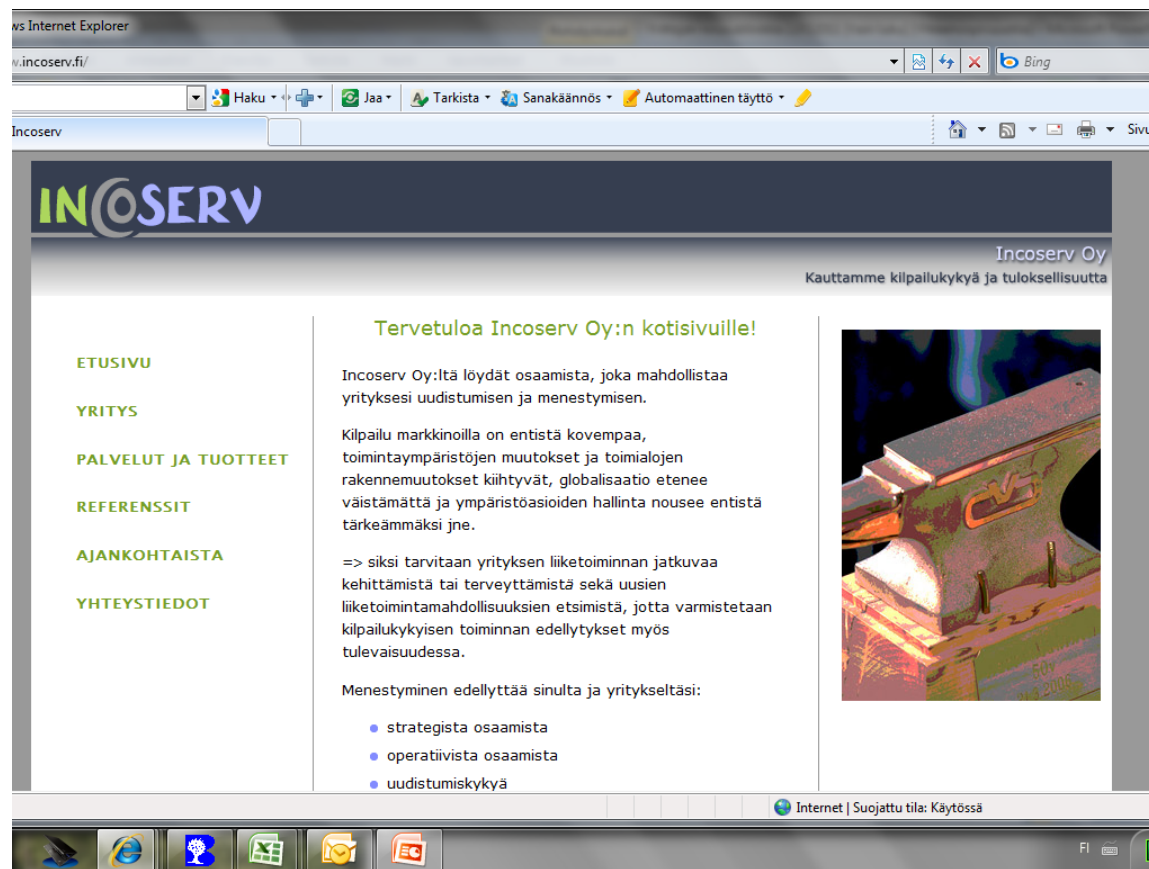 ws Internet Explorer
w.incoserv.fi/
Bing
Haku
Jaa
Tarkista
Sanakäännös
Automaattinen täyttö
Incoserv
Sivu
INCOSERV
Incoserv Oy
Kauttamme kilpailukykyä ja tuloksellisuutta
ETUSIVU
YRITYS
PALVELUT JA TUOTTEET
REFERENSSIT
AJANKOHTAISTA
YHTEYSTIEDOT
Tervetuloa Incoserv Oy:n kotisivuille!
Incoserv Oy:ltä löydät osaamista, joka mahdollistaa
yrityksesi uudistumisen ja menestymisen.
Kilpailu markkinoilla on entistä kovempaa,
toimintaympäristöjen muutokset ja toimialojen
rakennemuutokset kiihtyvät, globalisaatio etenee
väistämättä ja ympäristöasioiden hallinta nousee entistä
tärkeämmäksi jne.
=> siksi tarvitaan yrityksen liiketoiminnan jatkuvaa
kehittämistä tai terveyttämistä sekä uusien
liiketoimintamahdollisuuksien etsimistä, jotta varmistetaan
kilpailukykyisen toiminnan edellytykset myös
tulevaisuudessa.
Menestyminen edellyttää sinulta ja yritykseltäsi:
strategista osaamista
operatiivista osaamista
uudistumiskykyä
Internet | Suojattu tila: Käytössä
FI